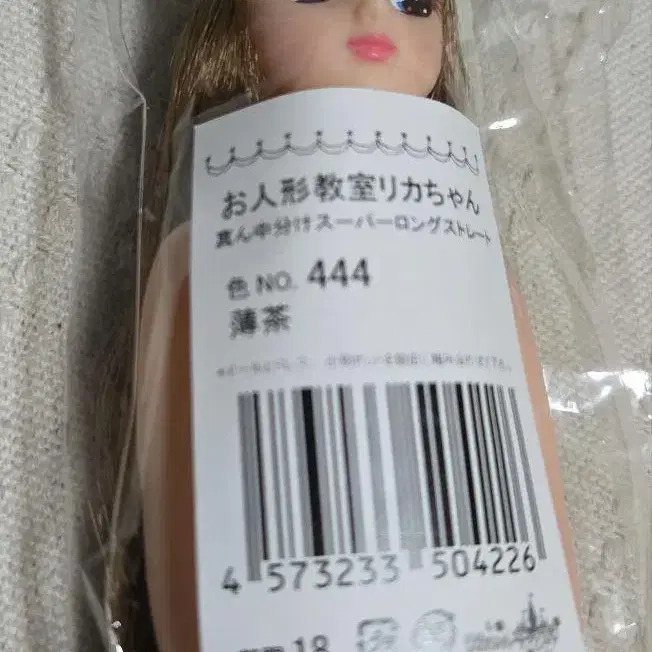 お人形教室リカちゃん
真ん中分けスーパーロングストレート
色 NO. 444
薄茶
4 573233 504226
18